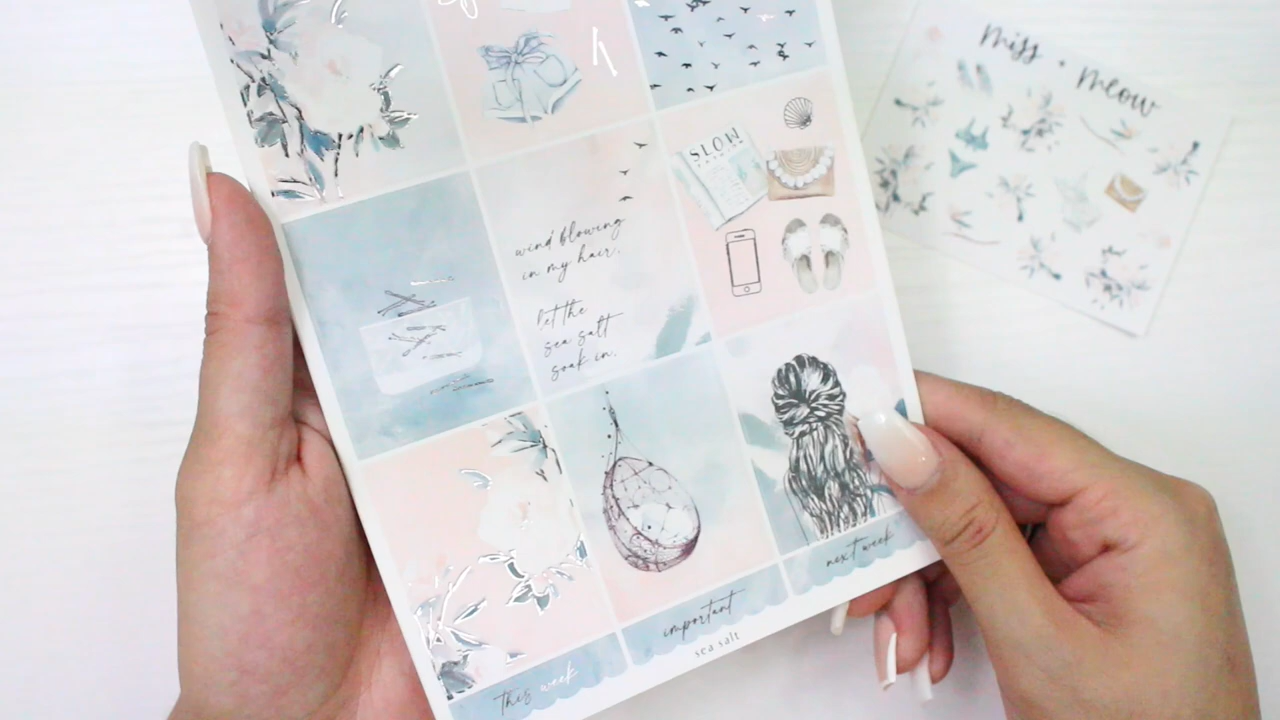 miss • meow
SLOW
wind blowing
in my hair.
let the
sea salt
soak in.
next week
important
sea salt
this week